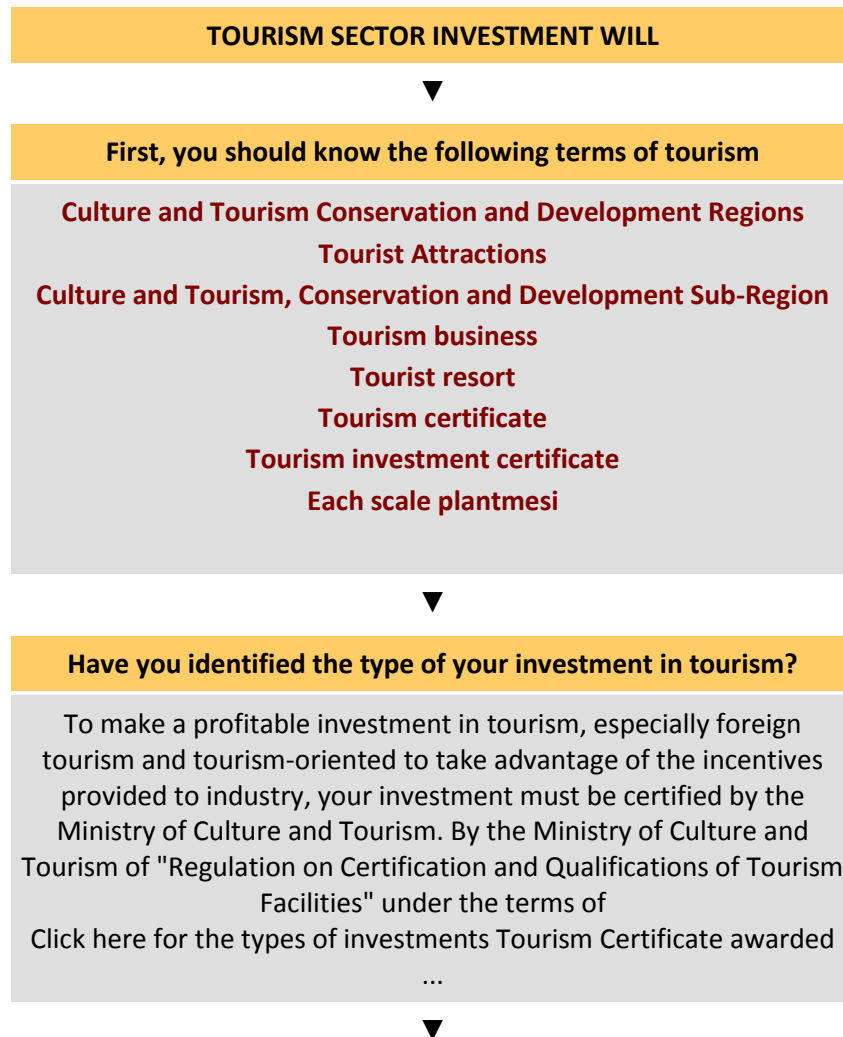 TOURISM SECTOR INVESTMENT WILL
▼
First, you should know the following terms of tourism
Culture and Tourism Conservation and Development Regions
Tourist Attractions
Culture and Tourism, Conservation and Development Sub-Region
Tourism business
Tourist resort
Tourism certificate
Tourism investment certificate
Each scale plantmesi
▼
Have you identified the type of your investment in tourism?
To make a profitable investment in tourism, especially foreign
tourism and tourism-oriented to take advantage of the incentives
provided to industry, your investment must be certified by the
Ministry of Culture and Tourism. By the Ministry of Culture and
Tourism of "Regulation on Certification and Qualifications of Tourism
Facilities" under the terms of
Click here for the types of investments Tourism Certificate awarded
...
▼